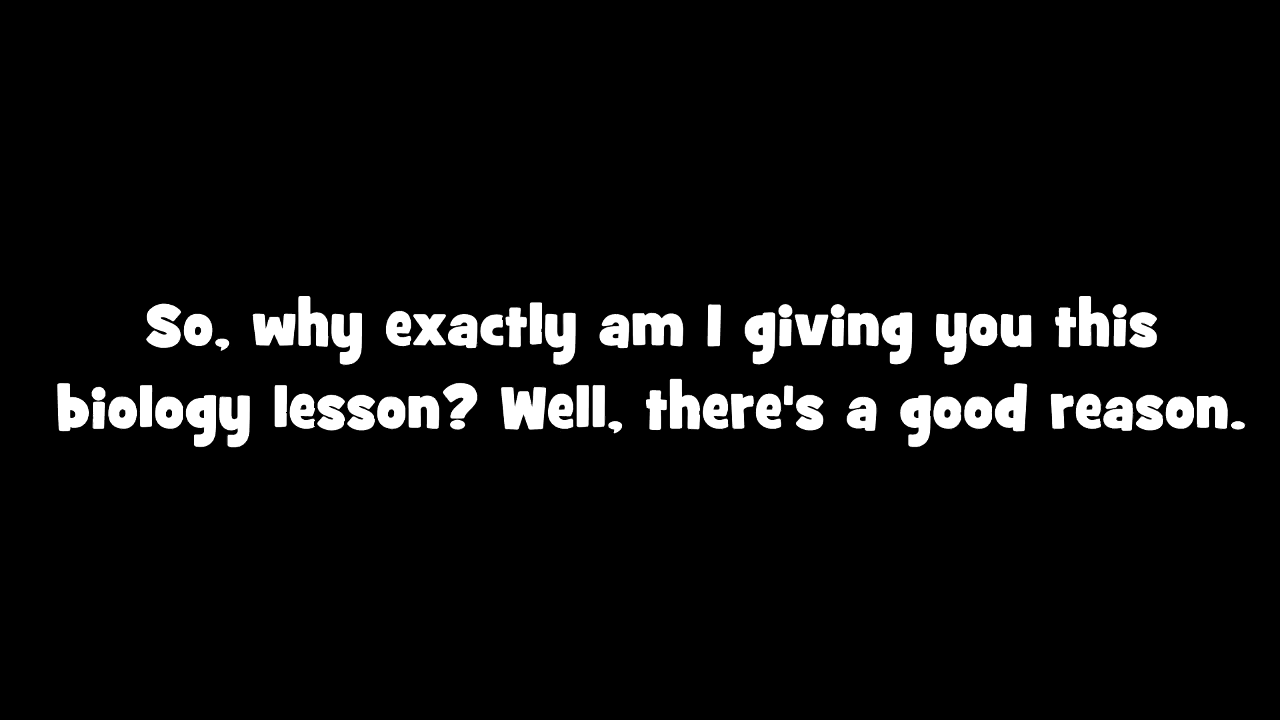 So, why exactly am I giving you this
biology lesson? Well, there's a good reason.